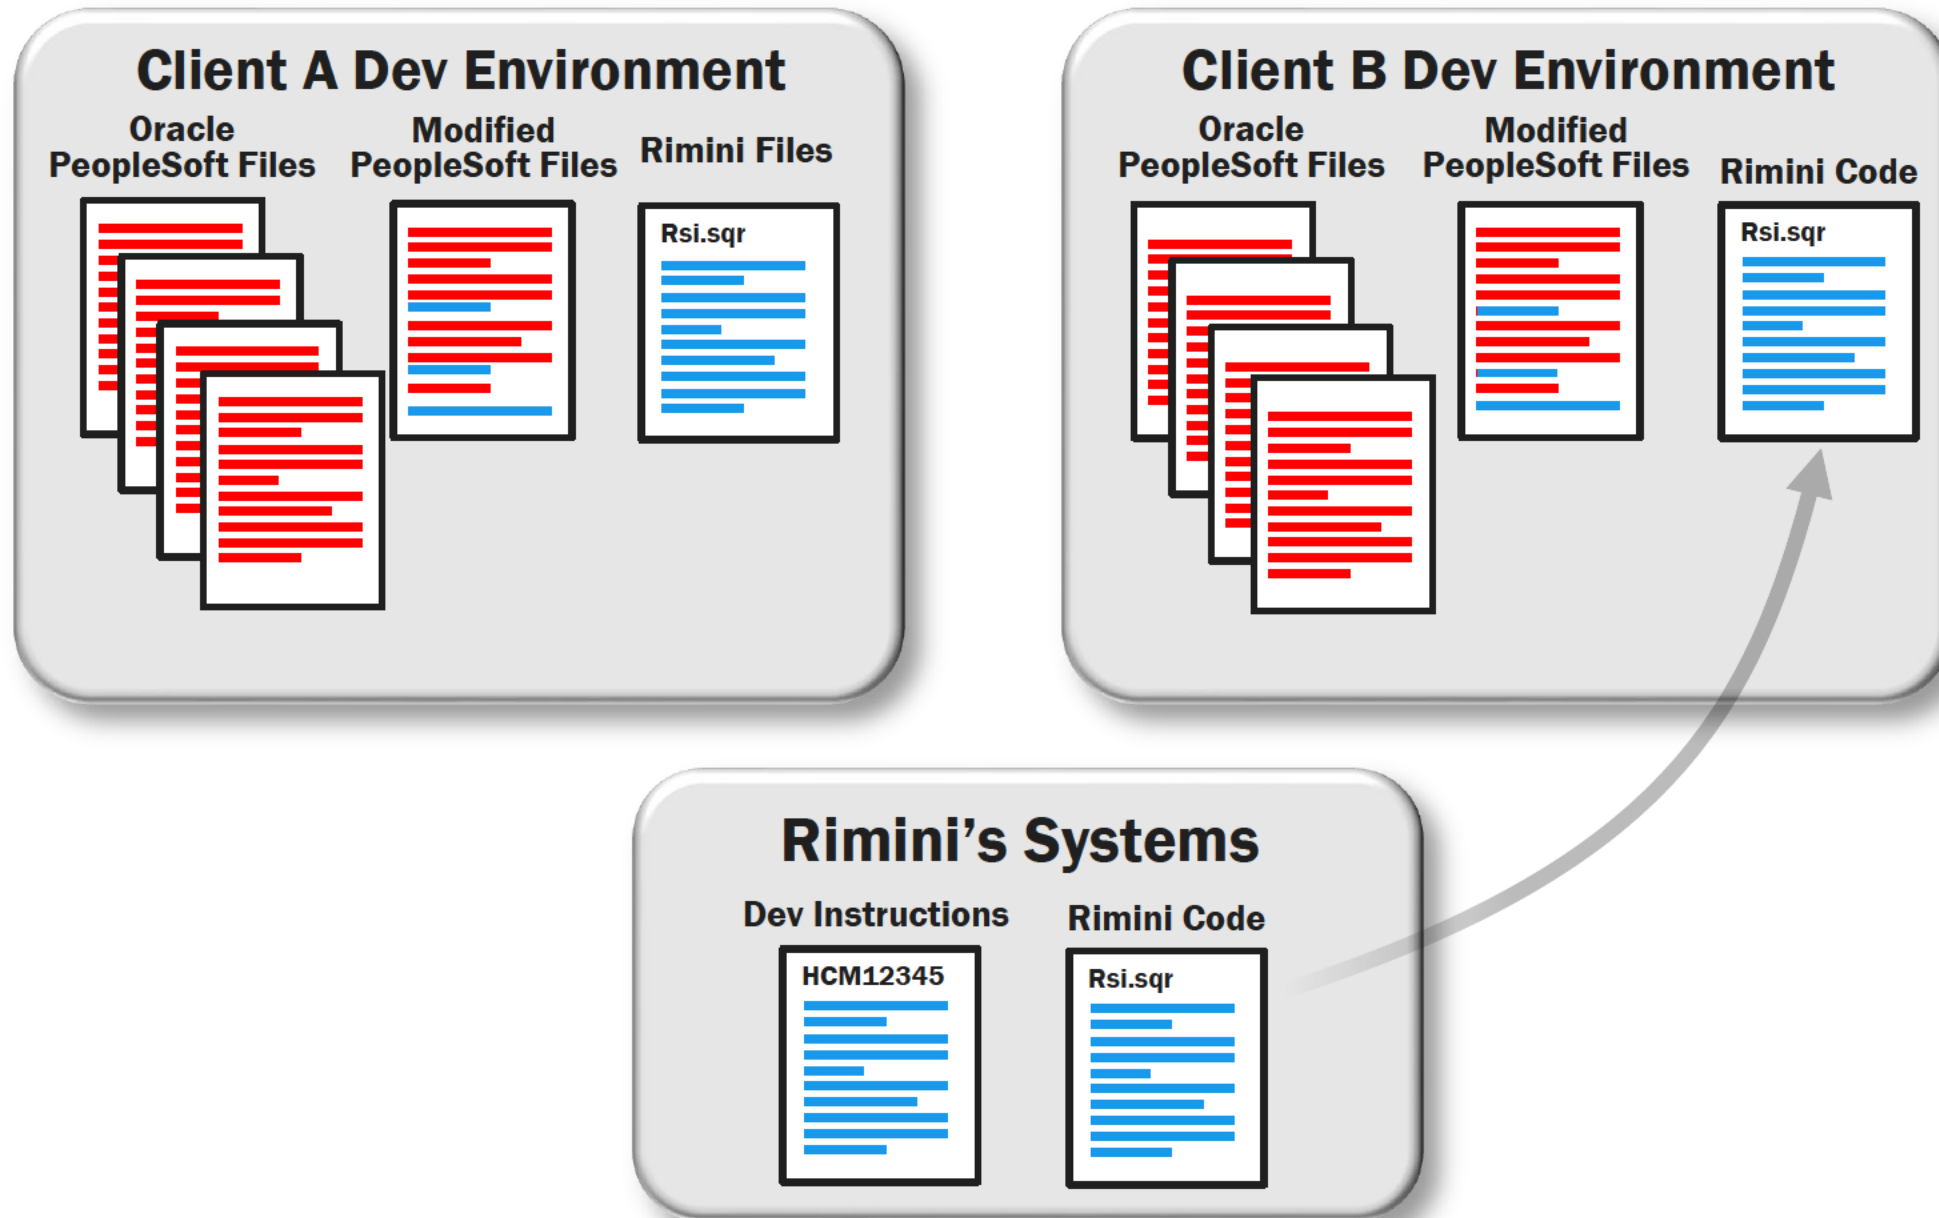 Client A Dev Environment
Oracle
PeopleSoft Files
Modified
PeopleSoft Files
Rimini Files
Rsi.sqr
Client B Dev Environment
Oracle
PeopleSoft Files
Modified
PeopleSoft Files
Rimini Code
Rsi.sqr
Rimini’s Systems
Dev Instructions
HCM12345
Rimini Code
Rsi.sqr